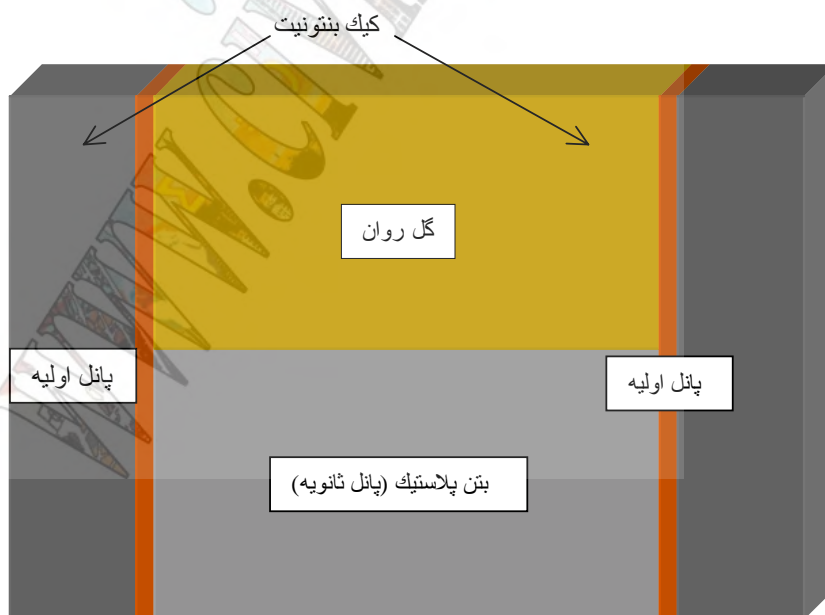 كيك بنتونيت
گل روان
پانل اوليه
پانل اوليه
بتن پلاستيك (پانل ثانويه)